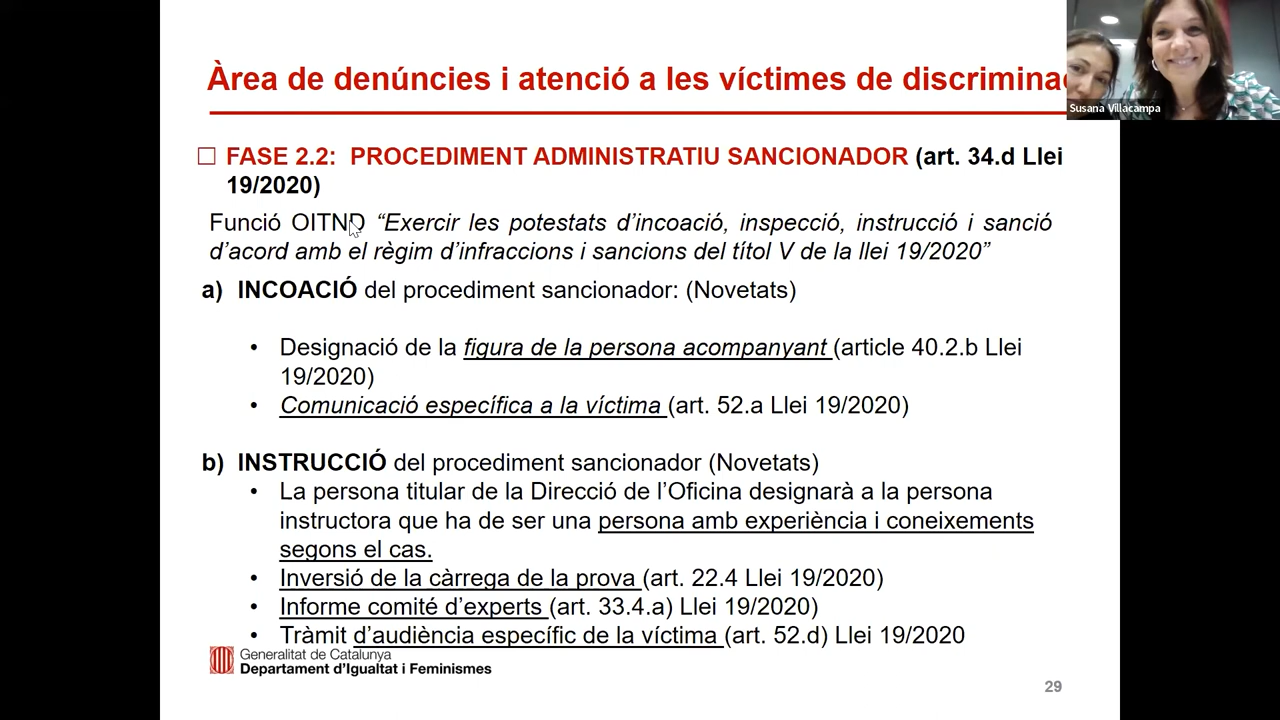 Àrea de denúncies i atenció a les víctimes de discriminac
Susana Villacampa
☐ FASE 2.2: PROCEDIMENT ADMINISTRATIU SANCIONADOR (art. 34.d Llei
19/2020)
Funció OITND “Exercir les potestats d’incoació, inspecció, instrucció i sanció
d’acord amb el règim d’infraccions i sancions del títol V de la llei 19/2020”
a) INCOACIÓ del procediment sancionador: (Novetats)
• Designació de la figura de la persona acompanyant (article 40.2.b Llei
19/2020)
• Comunicació específica a la víctima (art. 52.a Llei 19/2020)
b) INSTRUCCIÓ del procediment sancionador (Novetats)
• La persona titular de la Direcció de l’Oficina designarà a la persona
instructora que ha de ser una persona amb experiència i coneixements
segons el cas.
• Inversió de la càrrega de la prova (art. 22.4 Llei 19/2020)
• Informe comité d’experts (art. 33.4.a) Llei 19/2020)
• Tràmit d’audiència específic de la víctima (art. 52.d) Llei 19/2020
Generalitat de Catalunya
Departament d’Igualtat i Feminismes
29